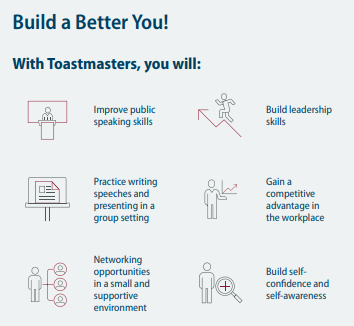 Build a Better You!
With Toastmasters, you will:
Improve public
speaking skills
Build leadership
skills
Practice writing
speeches and
presenting in a
group setting
Gain a
competitive
advantage in
the workplace
Networking
opportunities
in a small and
supportive
environment
Build self-
confidence and
self-awareness